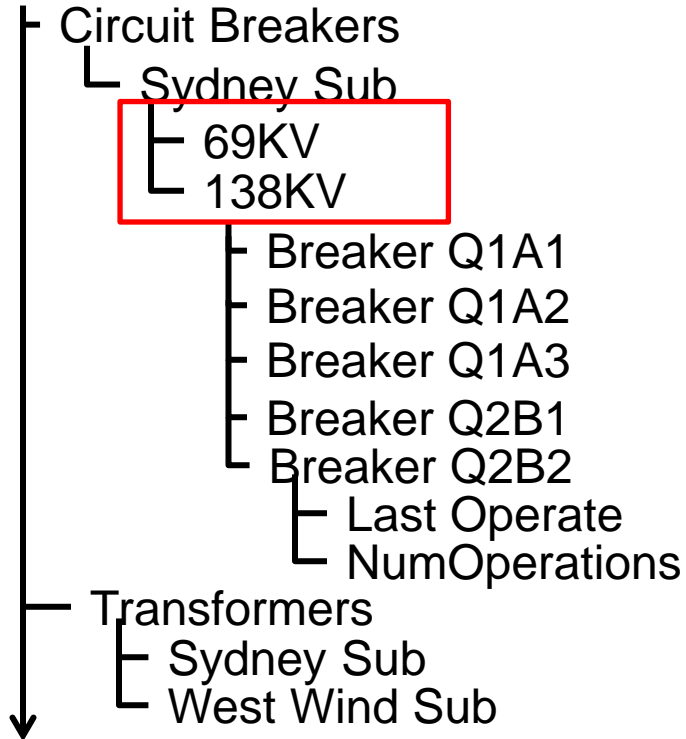 Circuit Breakers
Sydney Sub
69KV
138KV
Breaker Q1A1
Breaker Q1A2
Breaker Q1A3
Breaker Q2B1
Breaker Q2B2
Last Operate
NumOperations
Transformers
Sydney Sub
West Wind Sub